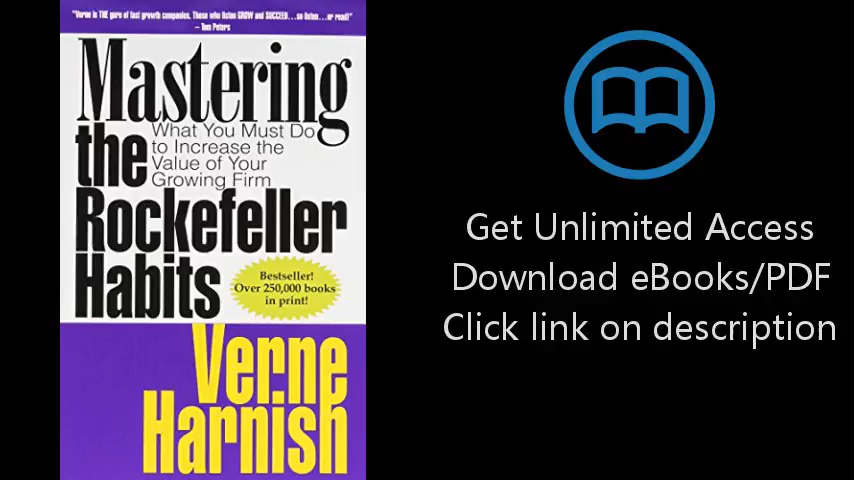 "Verne is THE guru of fast growth companies. Those who listen GROW and SUCCEED...so listen...or read!"
– Tom Peters
Mastering
the
What You Must Do
to Increase the
Value of Your
Growing Firm
Rockefeller
Habits
Bestseller!
Over 250,000 books
in print!
Verne
Harnish
Get Unlimited Access
Download eBooks/PDF
Click link on description